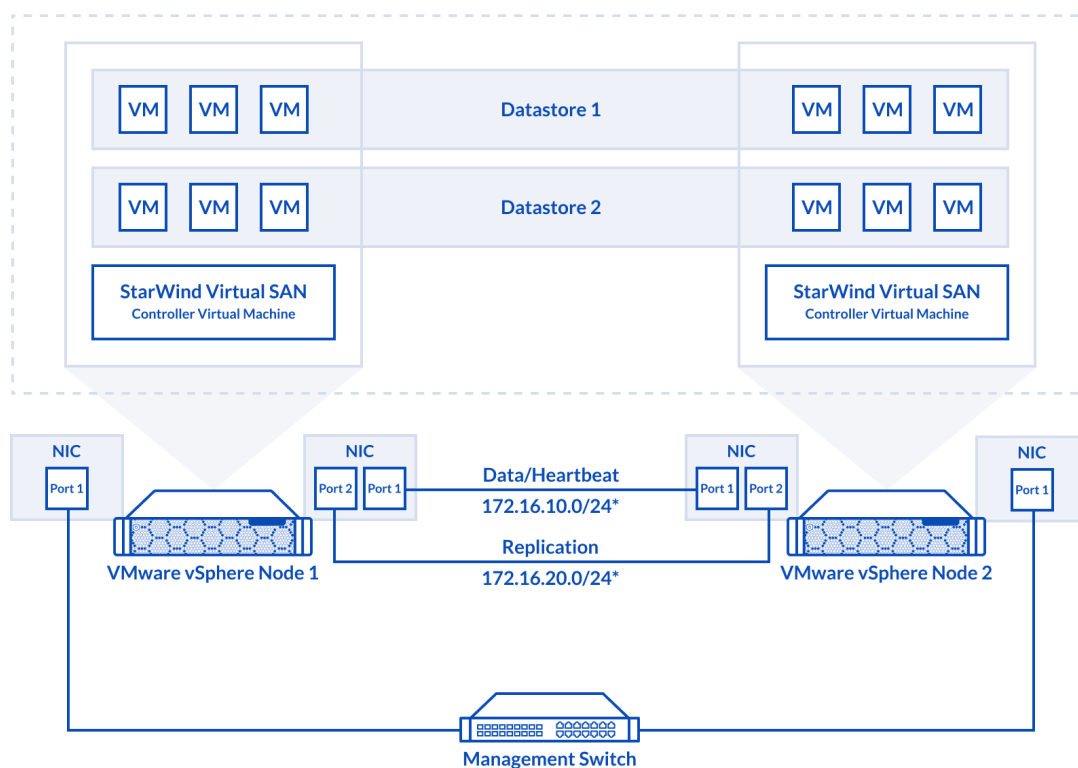 VM VM VM Datastore 1 VM VM VM
VM VM VM Datastore 2 VM VM VM
StarWind Virtual SAN
Controller Virtual Machine
StarWind Virtual SAN
Controller Virtual Machine
NIC
Port 1
NIC
Port 2 Port 1
Data/Heartbeat
172.16.10.0/24*
Replication
172.16.20.0/24*
NIC
Port 1 Port 2
NIC
Port 1
VMware vSphere Node 1
VMware vSphere Node 2
Management Switch